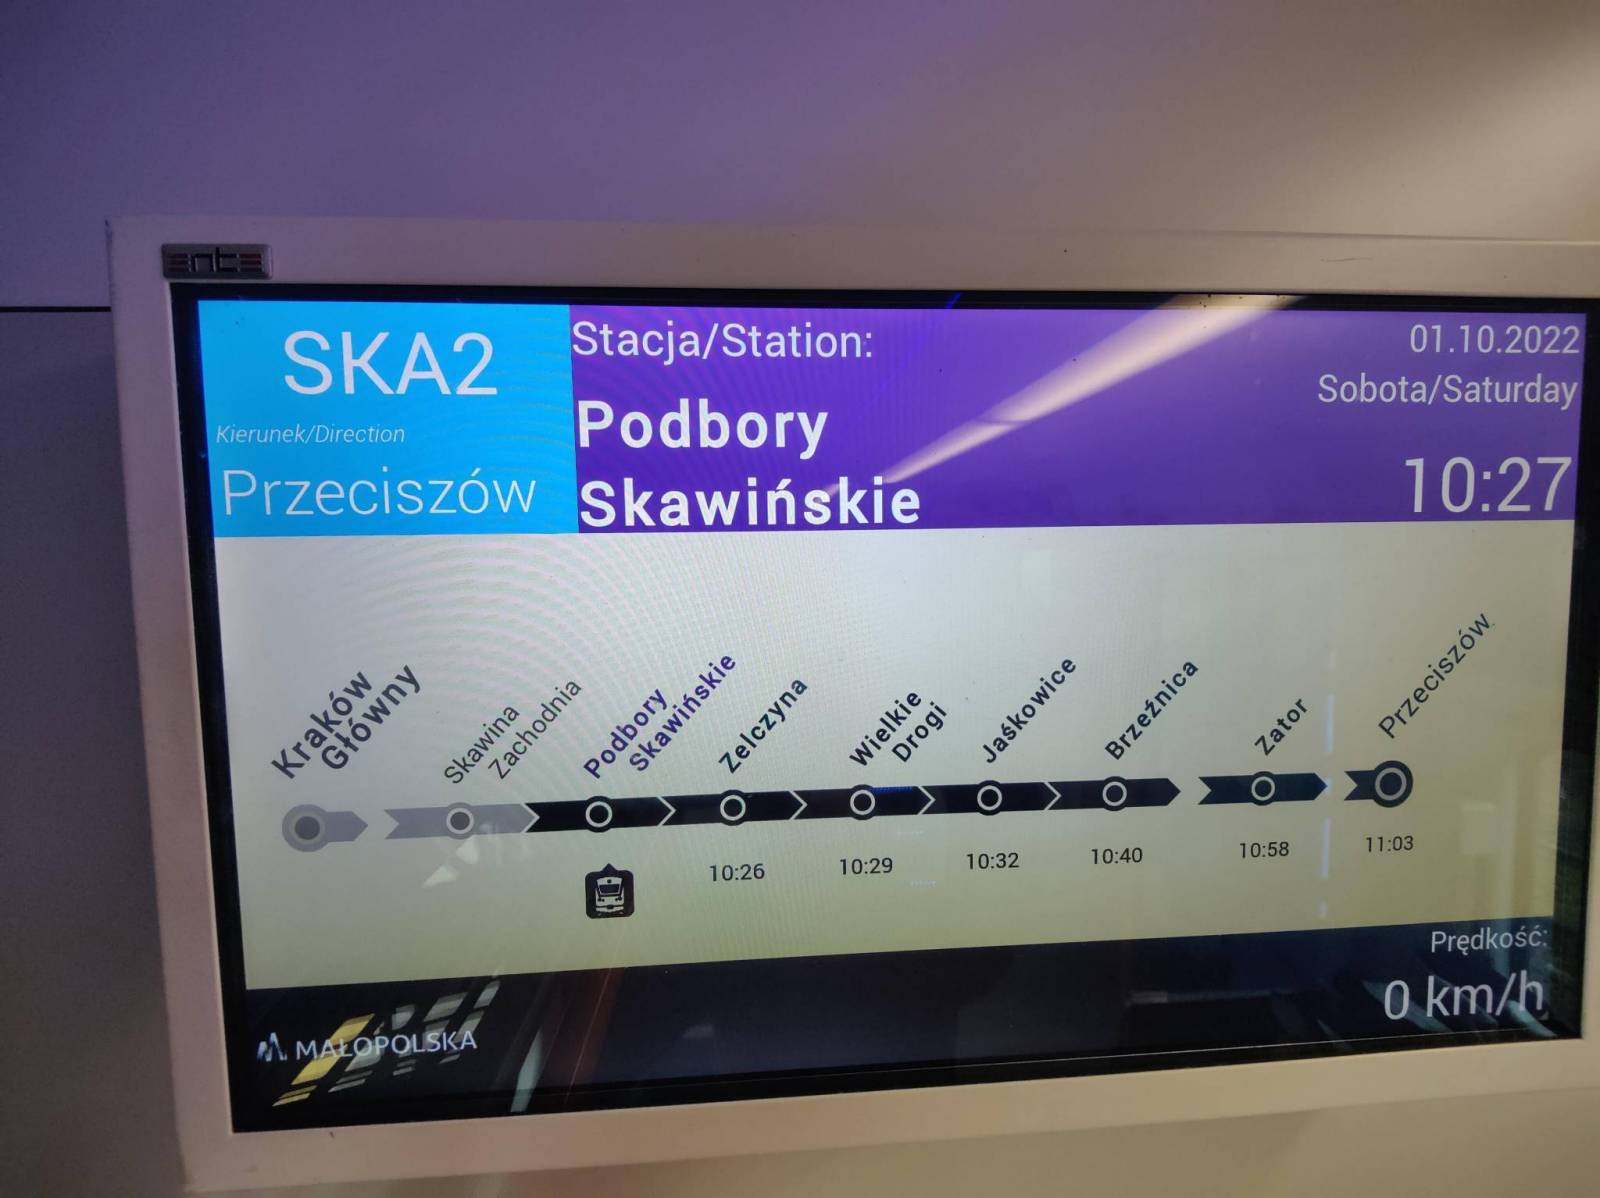 SKA2
Kierunek/Direction
Przeciszów
Stacja/Station:
Podbory
Skawińskie
01.10.2022
Sobota/Saturday
10:27
Kraków
Główny
Skawina
Zachodnia
Podbory
Skawińskie
Zelczyna
Wielkie
Drogi
Jaśkowice
Brzeźnica
Zator
Przeciszów
10:26
10:29
10:32
10:40
10:58
11:03
Prędkość:
0 km/h
MAŁOPOLSKA